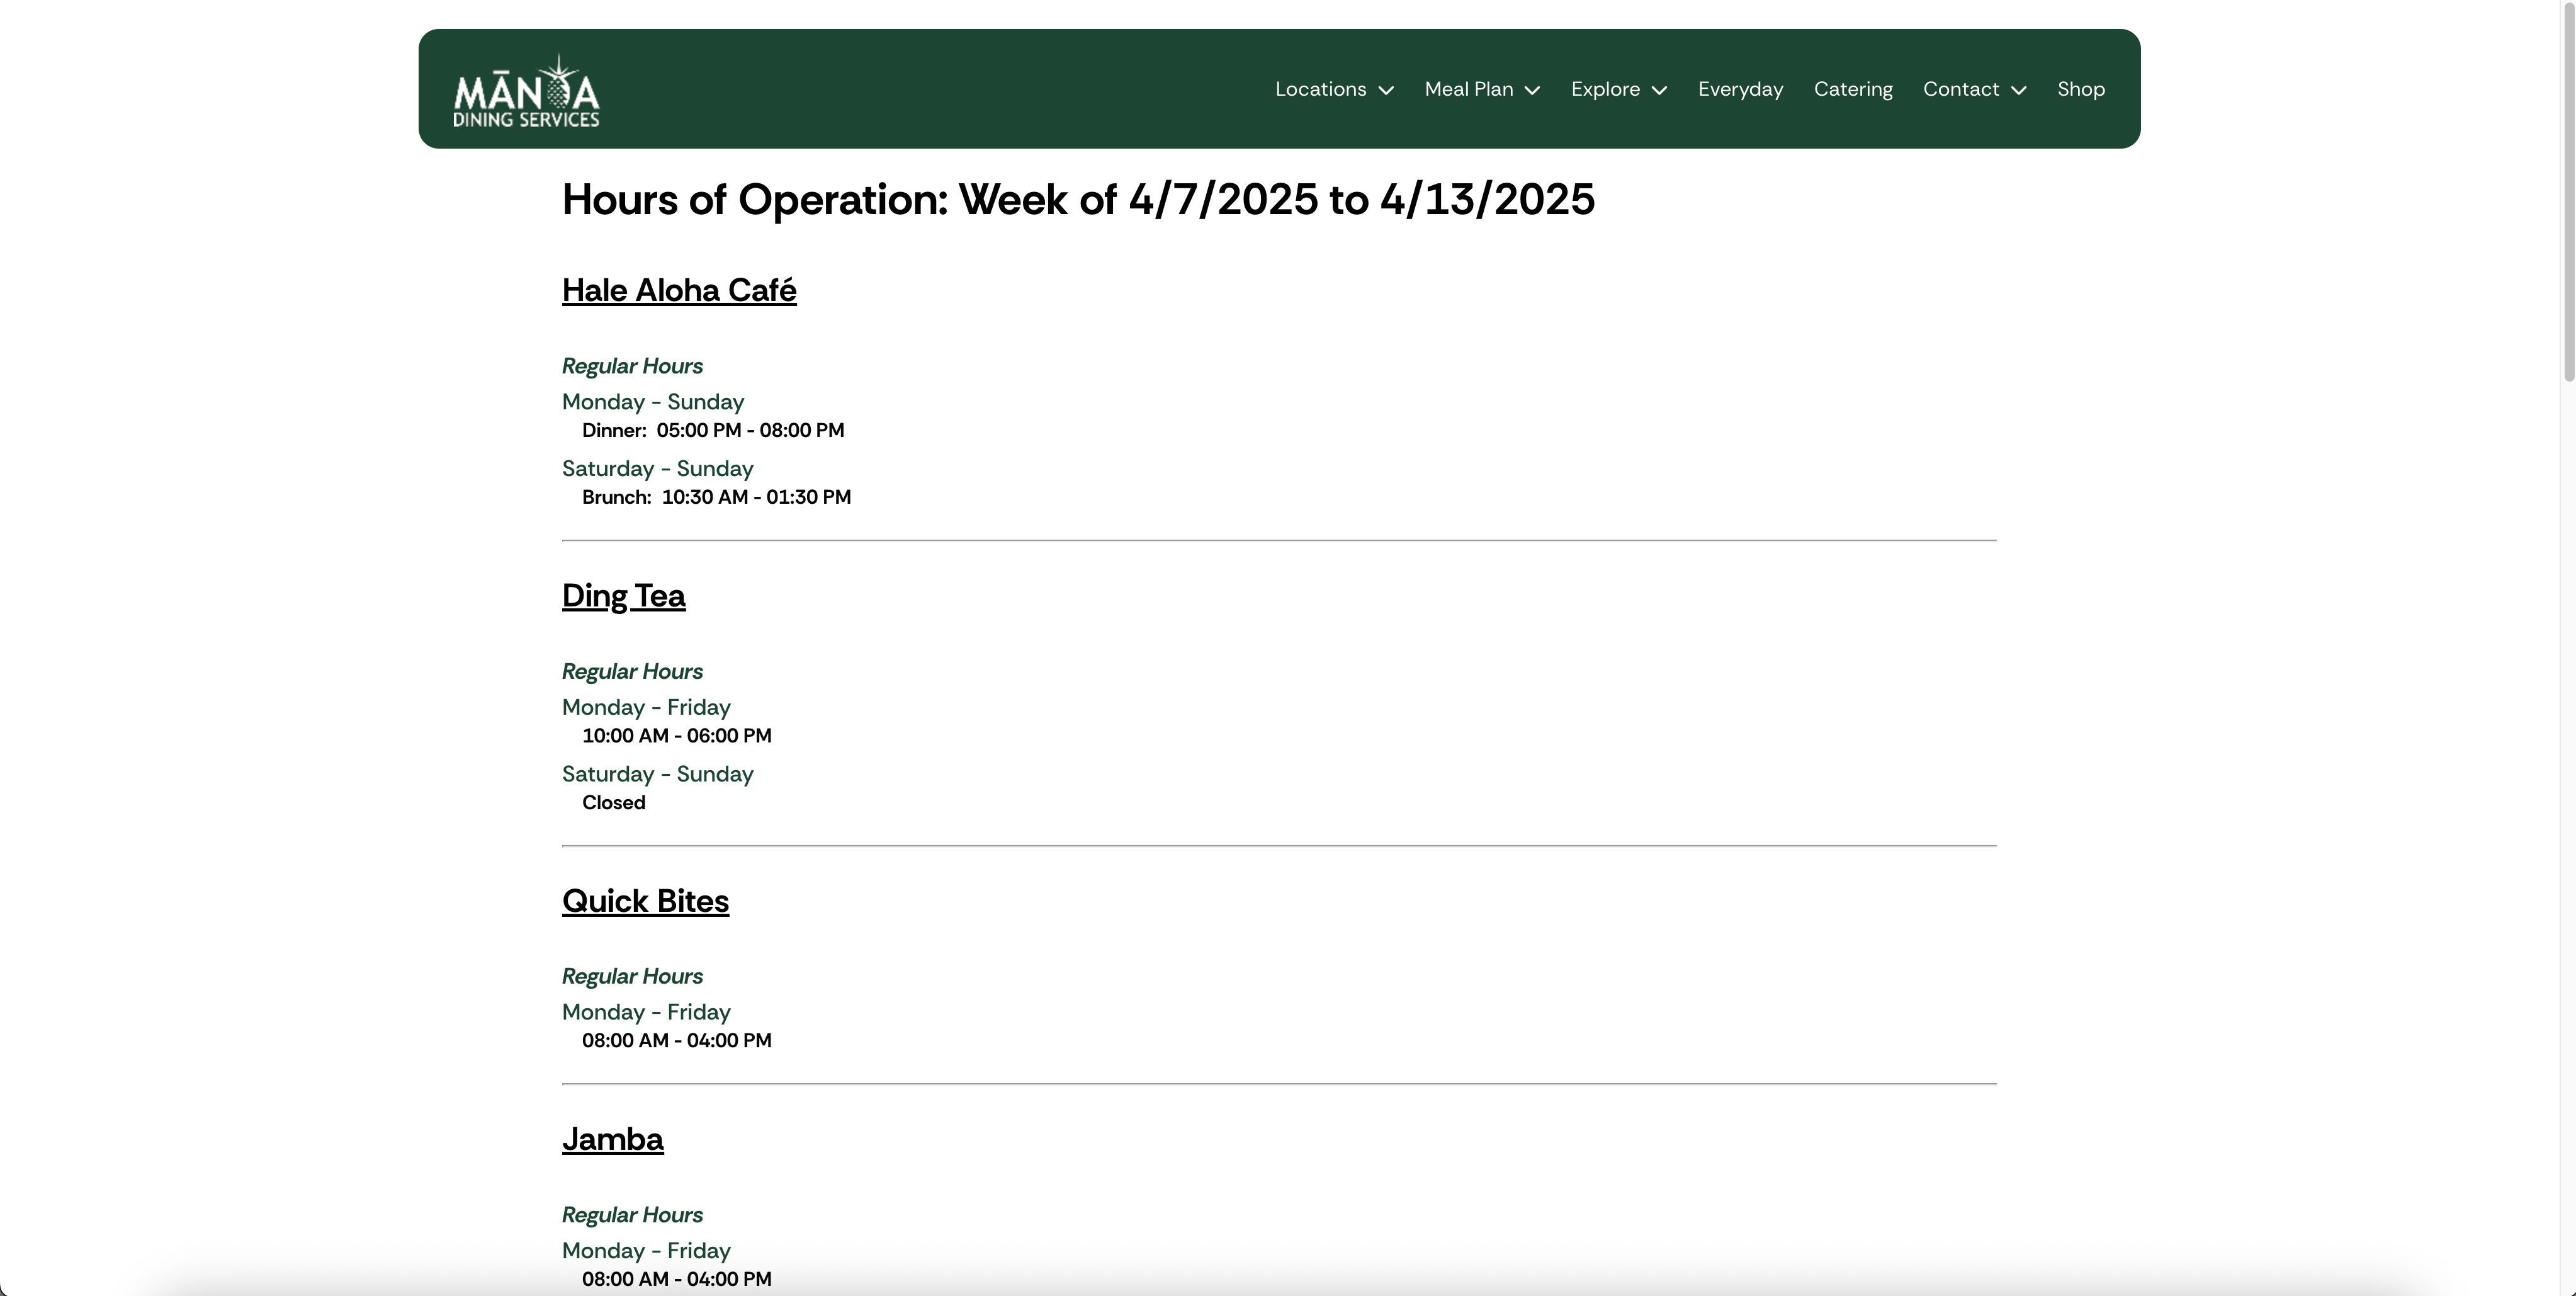 MĀNOA
DINING SERVICES
Locations
Meal Plan
Explore
Everyday
Catering
Contact
Shop
Hours of Operation: Week of 4/7/2025 to 4/13/2025
Hale Aloha Café
Regular Hours
Monday - Sunday
Dinner: 05:00 PM - 08:00 PM
Saturday - Sunday
Brunch: 10:30 AM - 01:30 PM
Ding Tea
Regular Hours
Monday - Friday
10:00 AM - 06:00 PM
Saturday - Sunday
Closed
Quick Bites
Regular Hours
Monday - Friday
08:00 AM - 04:00 PM
Jamba
Regular Hours
Monday - Friday
08:00 AM - 04:00 PM